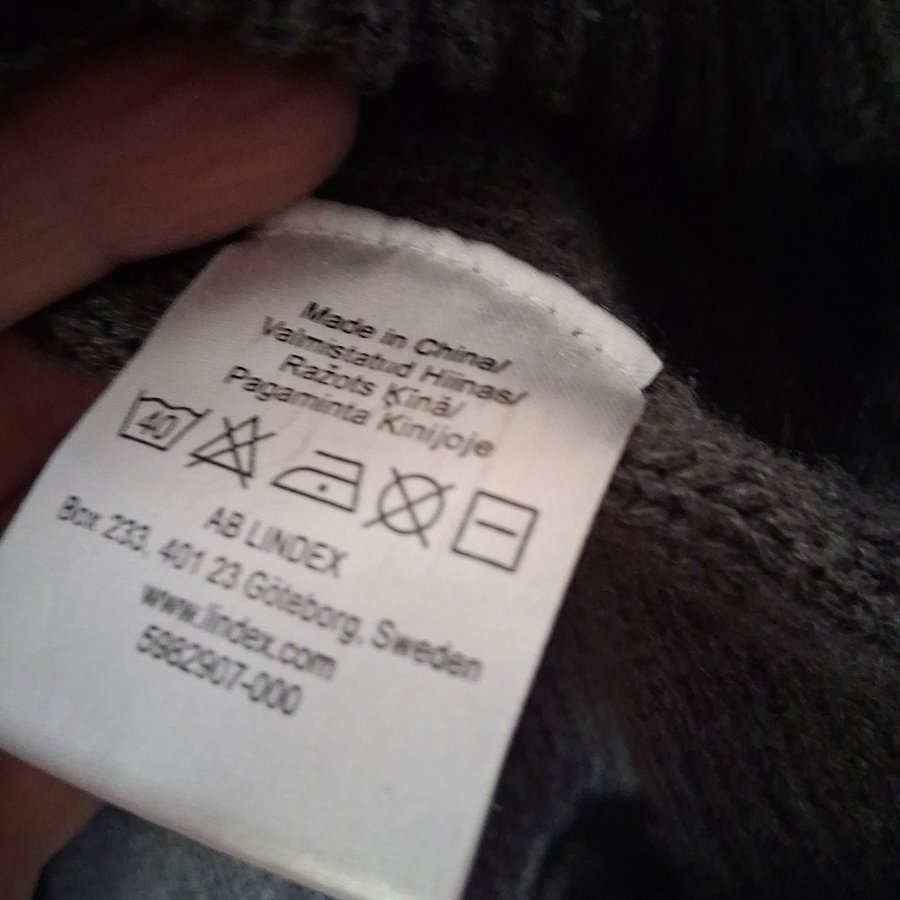 Made in China/
Valmistatud Hiinas/
Ražots Ķīnā/
Pagaminta Kinijoje
40
AB LINDEX
Box 233, 401 23 Göteborg, Sweden
www.lindex.com
5982907-000